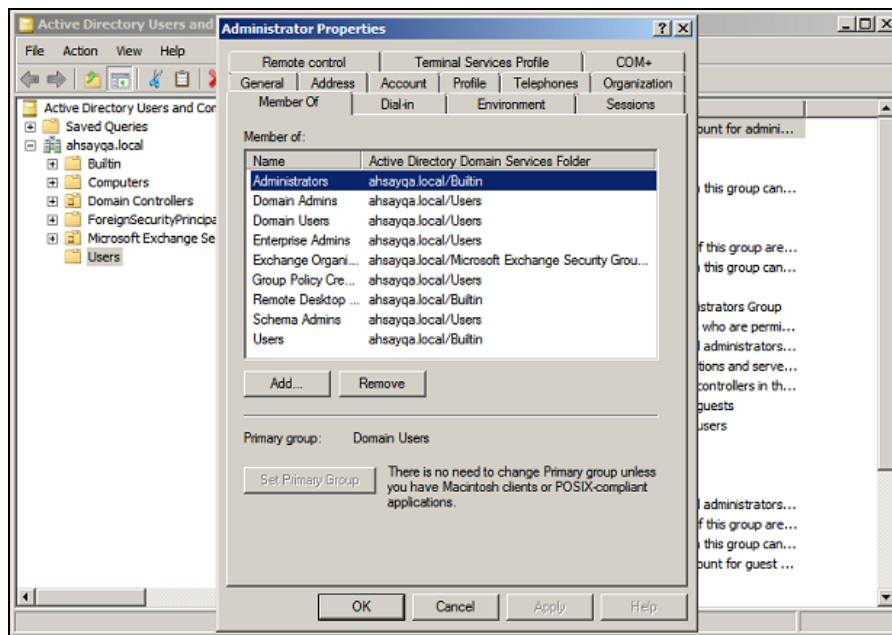 Active Directory Users and
File Action View Help
Active Directory Users and Cor
Saved Queries
ahsayqa.local
Builtin
Computers
Domain Controllers
ForeignSecurityPrincipa
Microsoft Exchange Se
Users
Administrator Properties
Remote control Terminal Services Profile COM+
General Address Account Profile Telephones Organization
Member Of Dial-in Environment Sessions
Member of:
Name Active Directory Domain Services Folder
Administrators ahsayqa.local/Builtin
Domain Admins ahsayqa.local/Users
Domain Users ahsayqa.local/Users
Enterprise Admins ahsayqa.local/Users
Exchange Organi... ahsayqa.local/Microsoft Exchange Security Grou...
Group Policy Cre... ahsayqa.local/Users
Remote Desktop ... ahsayqa.local/Builtin
Schema Admins ahsayqa.local/Users
Users ahsayqa.local/Builtin
Add... Remove
Primary group: Domain Users
Set Primary Group
There is no need to change Primary group unless
you have Macintosh clients or POSIX-compliant
applications.
OK Cancel Apply Help
ount for admini...
this group can...
f this group are...
this group can...
istrators Group
who are permi...
administrators...
tions and serve...
controllers in th...
guests
users
administrators...
f this group are...
this group can...
ount for guest ...